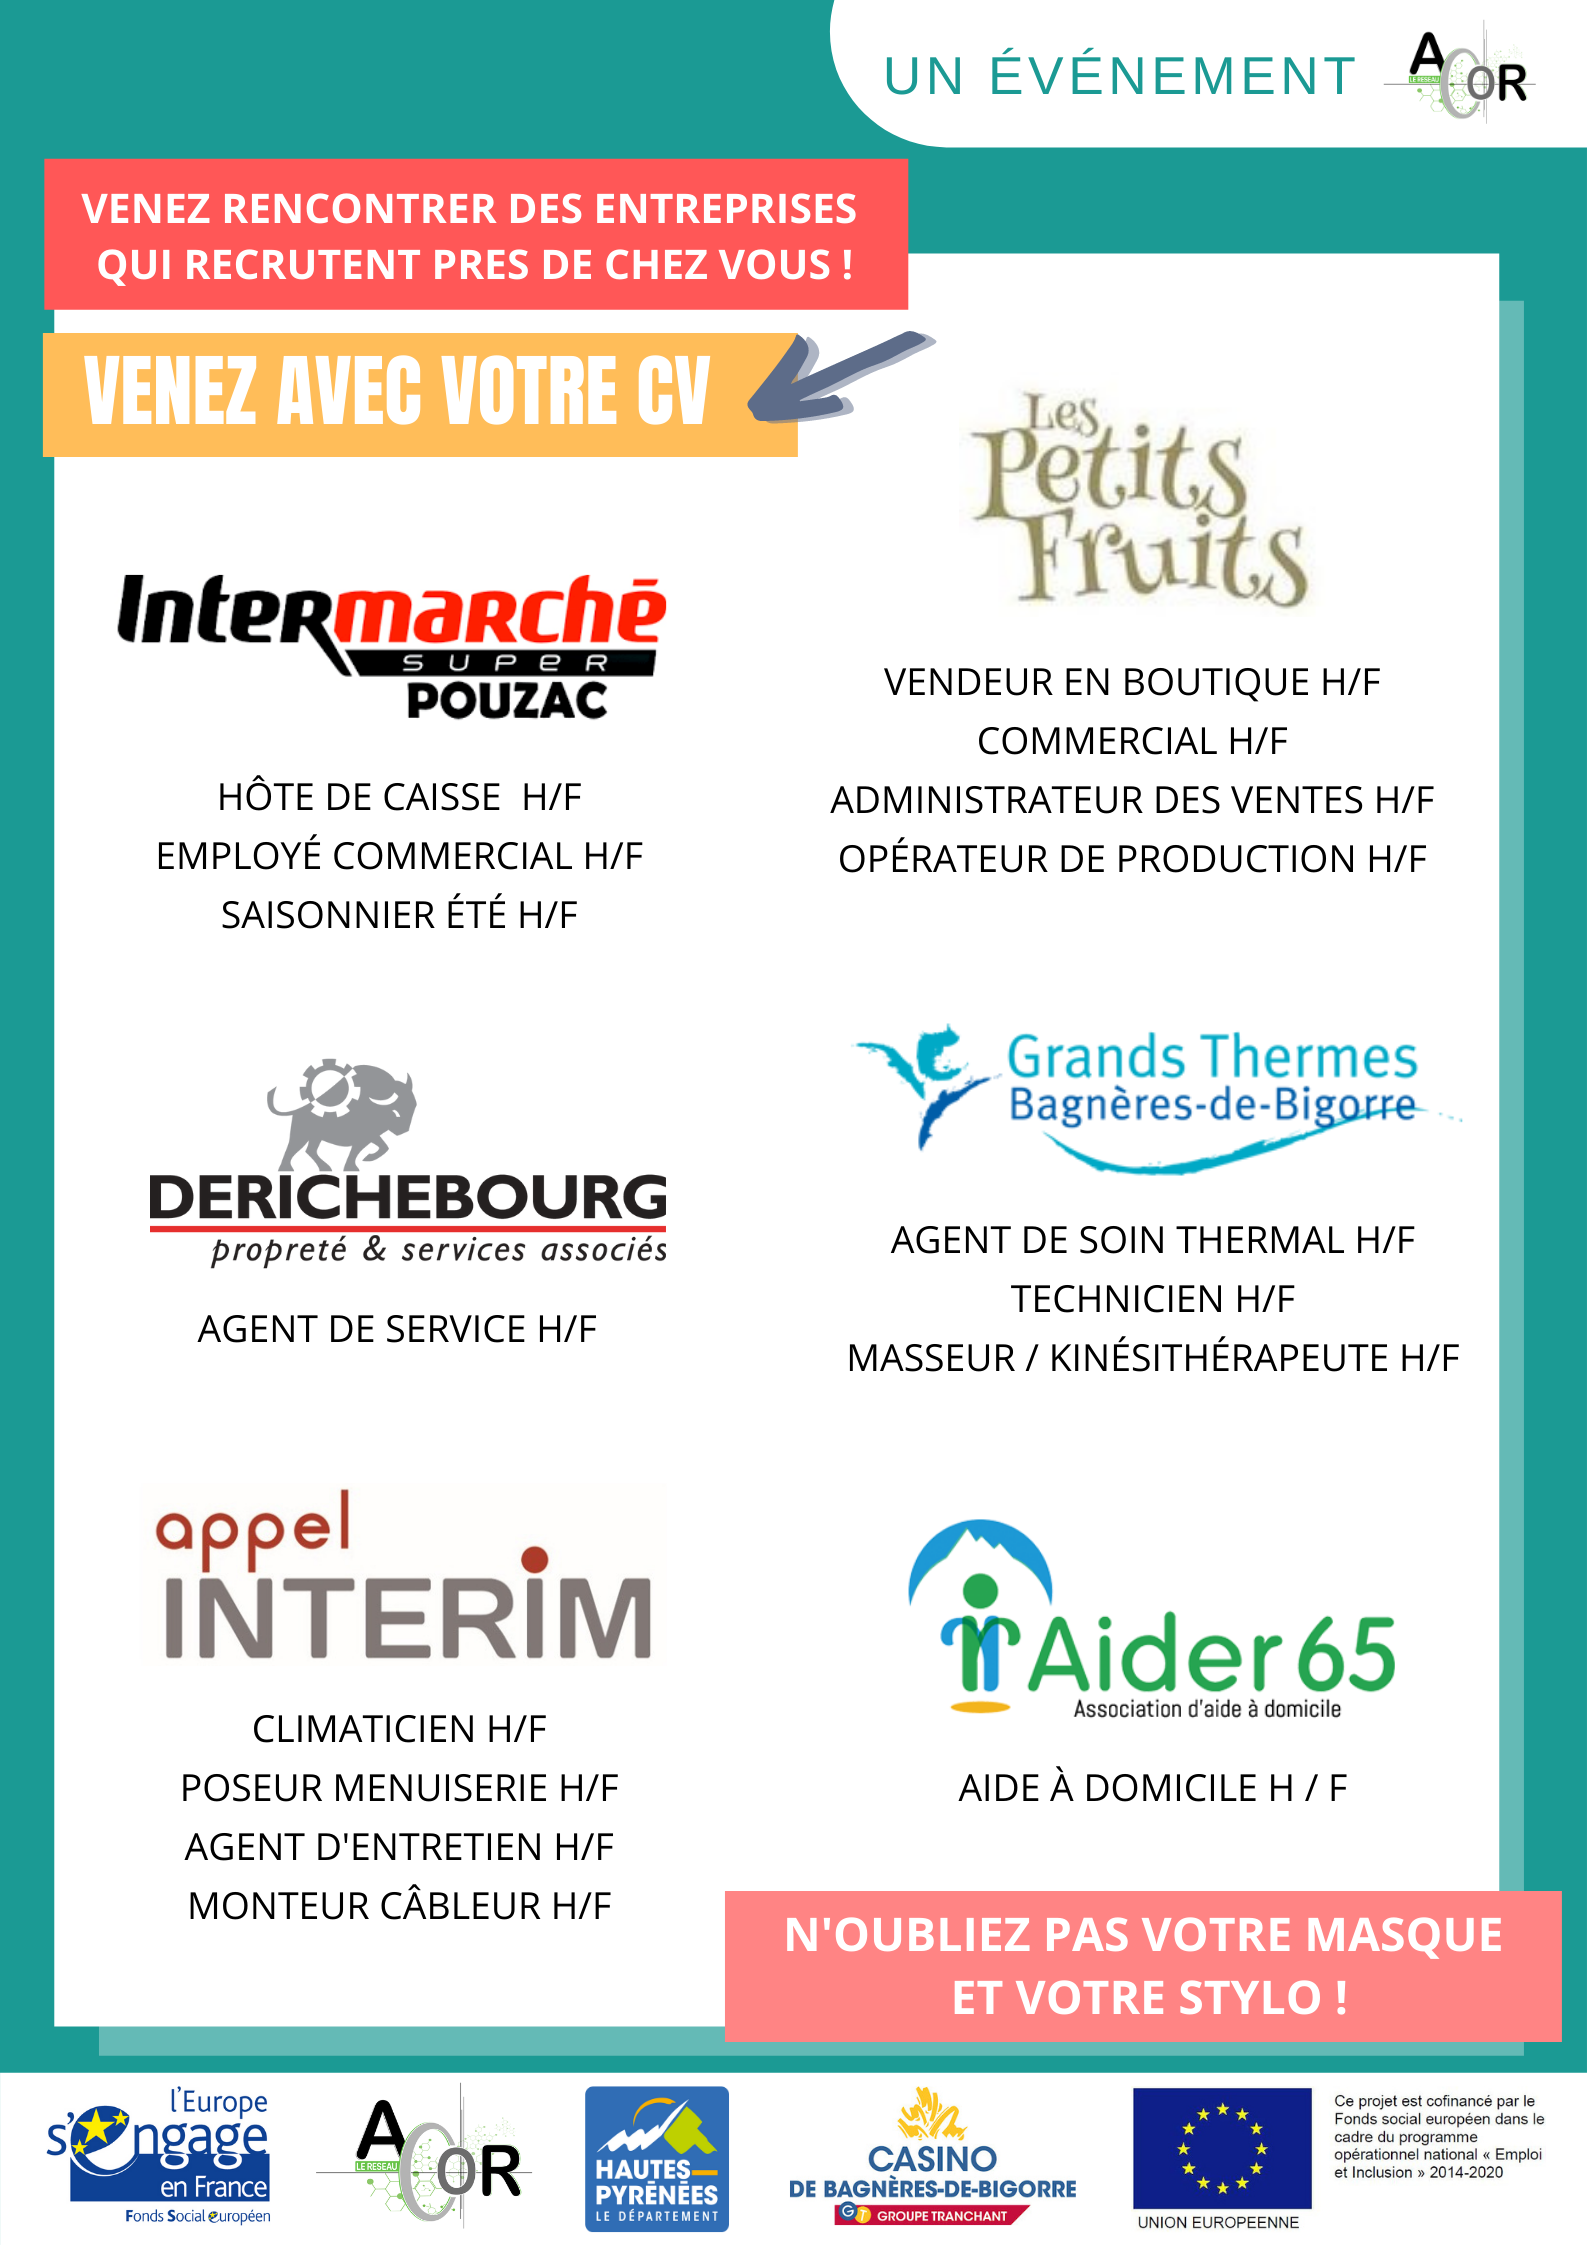 UN ÉVÉNEMENT
ACOR
LE RESEAU
VENEZ RENCONTRER DES ENTREPRISES
QUI RECRUTENT PRES DE CHEZ VOUS !
VENEZ AVEC VOTRE CV
Intermarchē
SUPER
POUZAC
HÔTE DE CAISSE H/F
EMPLOYÉ COMMERCIAL H/F
SAISONNIER ÉTÉ H/F
Les
Petits
Fruits
VENDEUR EN BOUTIQUE H/F
COMMERCIAL H/F
ADMINISTRATEUR DES VENTES H/F
OPÉRATEUR DE PRODUCTION H/F
DERICHEBOURG
propreté & services associés
AGENT DE SERVICE H/F
Grands Thermes
Bagnères-de-Bigorre
AGENT DE SOIN THERMAL H/F
TECHNICIEN H/F
MASSEUR / KINÉSITHÉRAPEUTE H/F
appel
INTERIM
CLIMATICIEN H/F
POSEUR MENUISERIE H/F
AGENT D'ENTRETIEN H/F
MONTEUR CÂBLEUR H/F
Aider 65
Association d'aide à domicile
AIDE À DOMICILE H / F
N'OUBLIEZ PAS VOTRE MASQUE
ET VOTRE STYLO !
l'Europe
s'engage
en France
Fonds Social européen
ACOR
LE RESEAU
HAUTES-
PYRÉNÉES
LE DÉPARTEMENT
CASINO
DE BAGNÈRES-DE-BIGORRE
GT GROUPE TRANCHANT
UNION EUROPEENNE
Ce projet est cofinancé par le
Fonds social européen dans le
cadre du programme
opérationnel national « Emploi
et Inclusion » 2014-2020